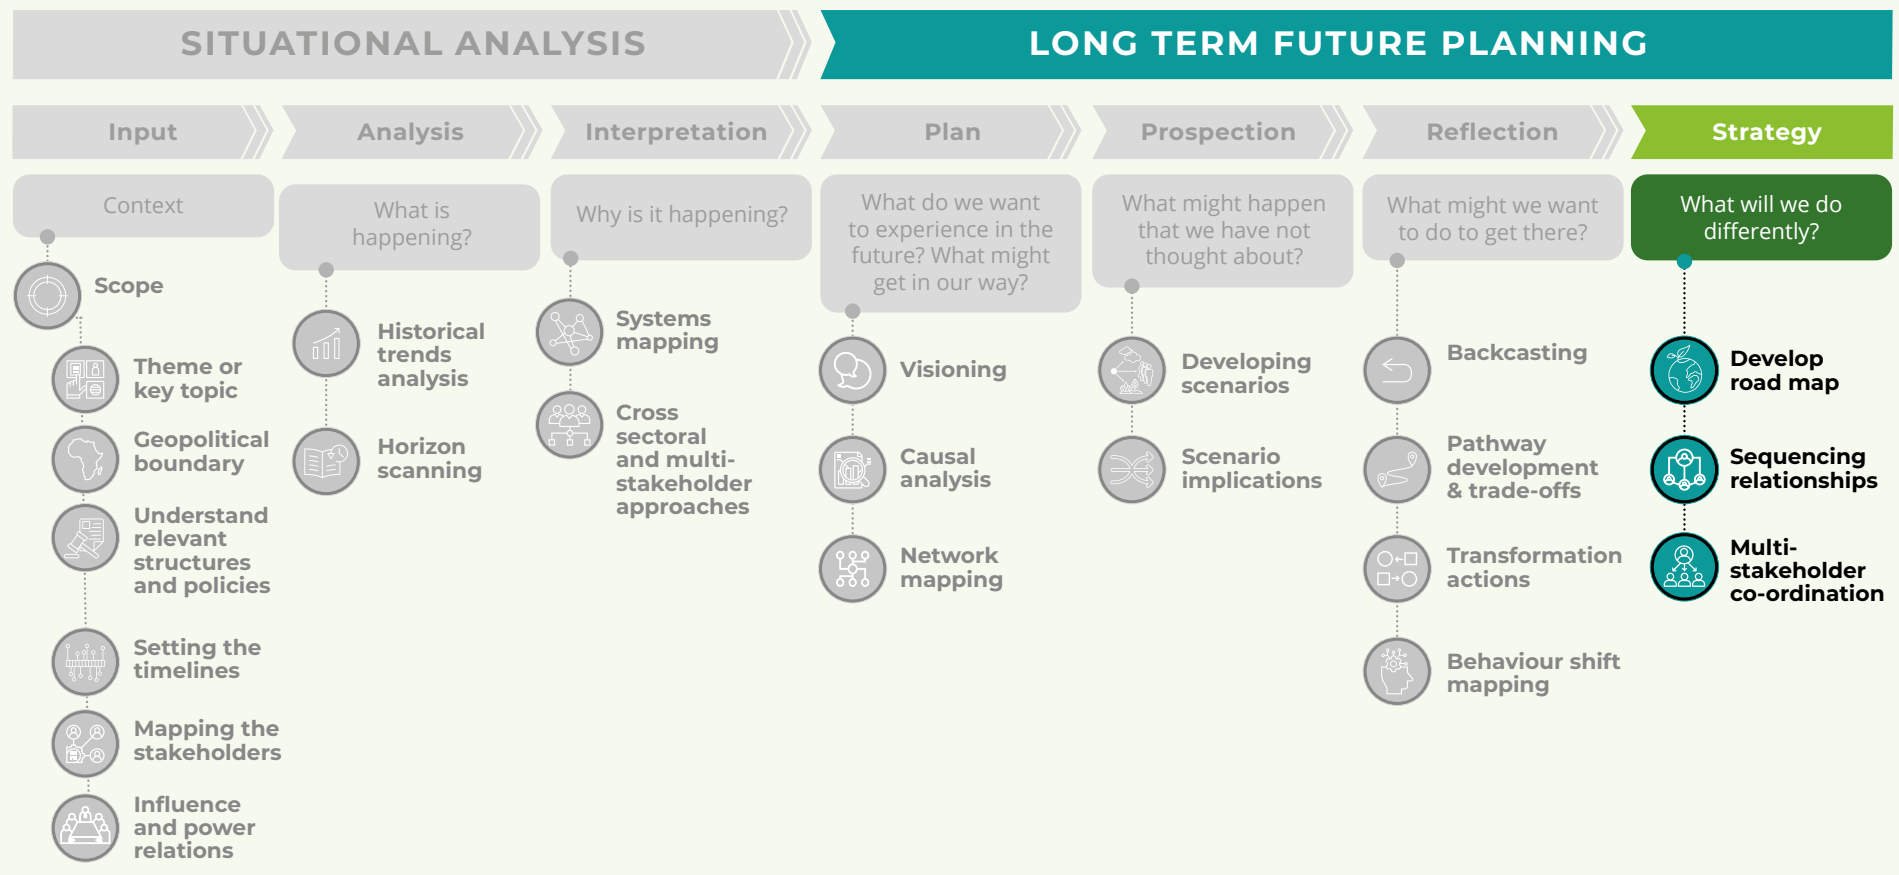 SITUATIONAL ANALYSIS
LONG TERM FUTURE PLANNING
Input
Analysis
Interpretation
Plan
Prospection
Reflection
Strategy
Context
Scope
Theme or
key topic
Geopolitical
boundary
Understand
relevant
structures
and policies
Setting the
timelines
Mapping the
stakeholders
Influence
and power
relations
What is
happening?
Historical
trends
analysis
Horizon
scanning
Why is it happening?
Systems
mapping
Cross
sectoral
and multi-
stakeholder
approaches
What do we want
to experience in the
future? What might
get in our way?
Visioning
Causal
analysis
Network
mapping
What might happen
that we have not
thought about?
Developing
scenarios
Scenario
implications
What might we want
to do to get there?
Backcasting
Pathway
development
& trade-offs
Transformation
actions
Behaviour shift
mapping
What will we do
differently?
Develop
road map
Sequencing
relationships
Multi-
stakeholder
co-ordination